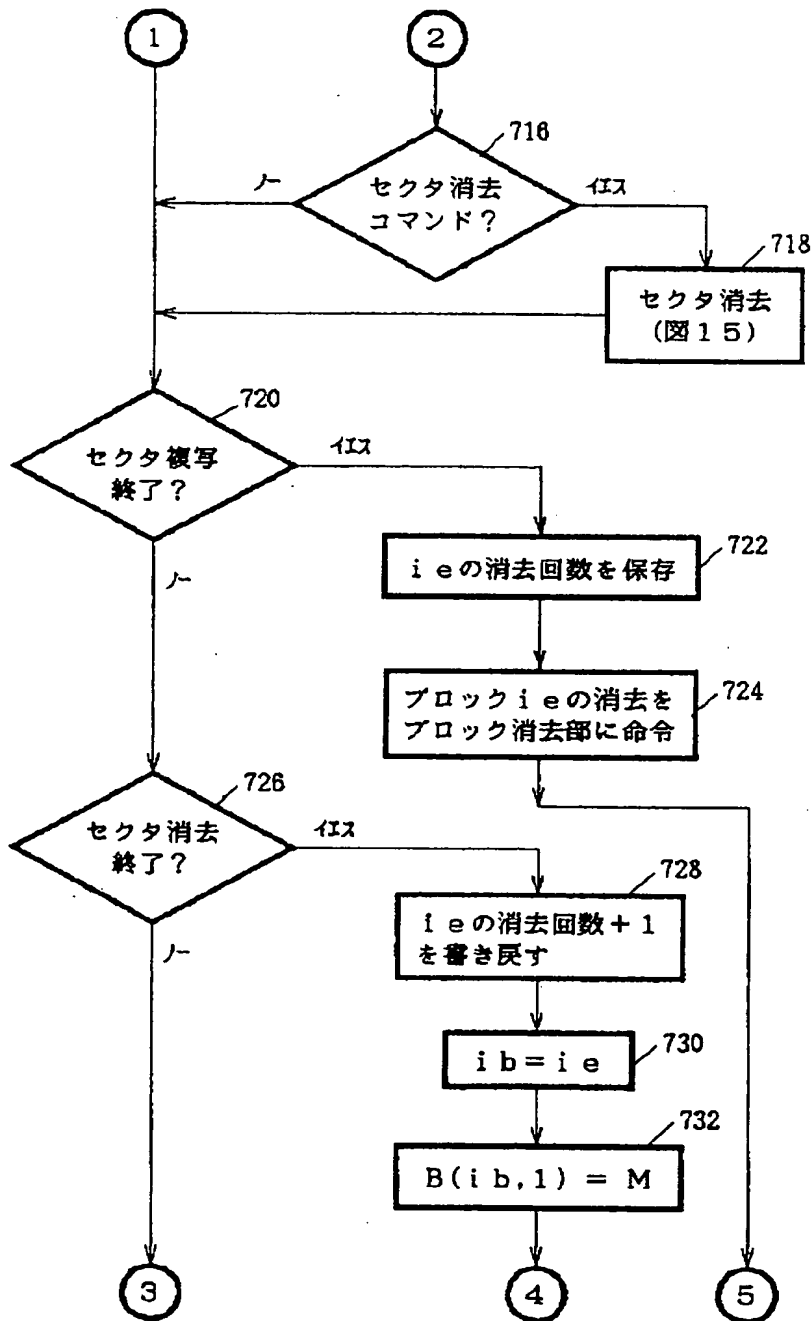 1
2
716
セクタ消去
コマンド?
ノー
イエス
718
セクタ消去
(図15)
720
セクタ複写
終了?
イエス
ノー
722
ieの消去回数を保存
724
ブロックieの消去を
ブロック消去部に命令
726
セクタ消去
終了?
イエス
ノー
728
ieの消去回数+1
を書き戻す
730
ib=ie
732
B(ib,1) = M
3
4
5